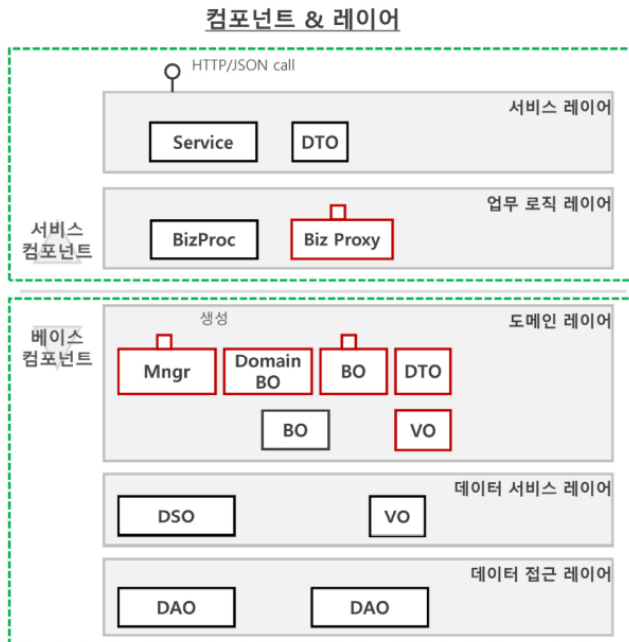 컴포넌트 & 레이어
HTTP/JSON call
서비스 레이어
Service
DTO
서비스
컴포넌트
업무 로직 레이어
BizProc
Biz Proxy
베이스
컴포넌트
생성
도메인 레이어
Mngr
Domain
BO
BO
DTO
BO
VO
데이터 서비스 레이어
DSO
VO
데이터 접근 레이어
DAO
DAO